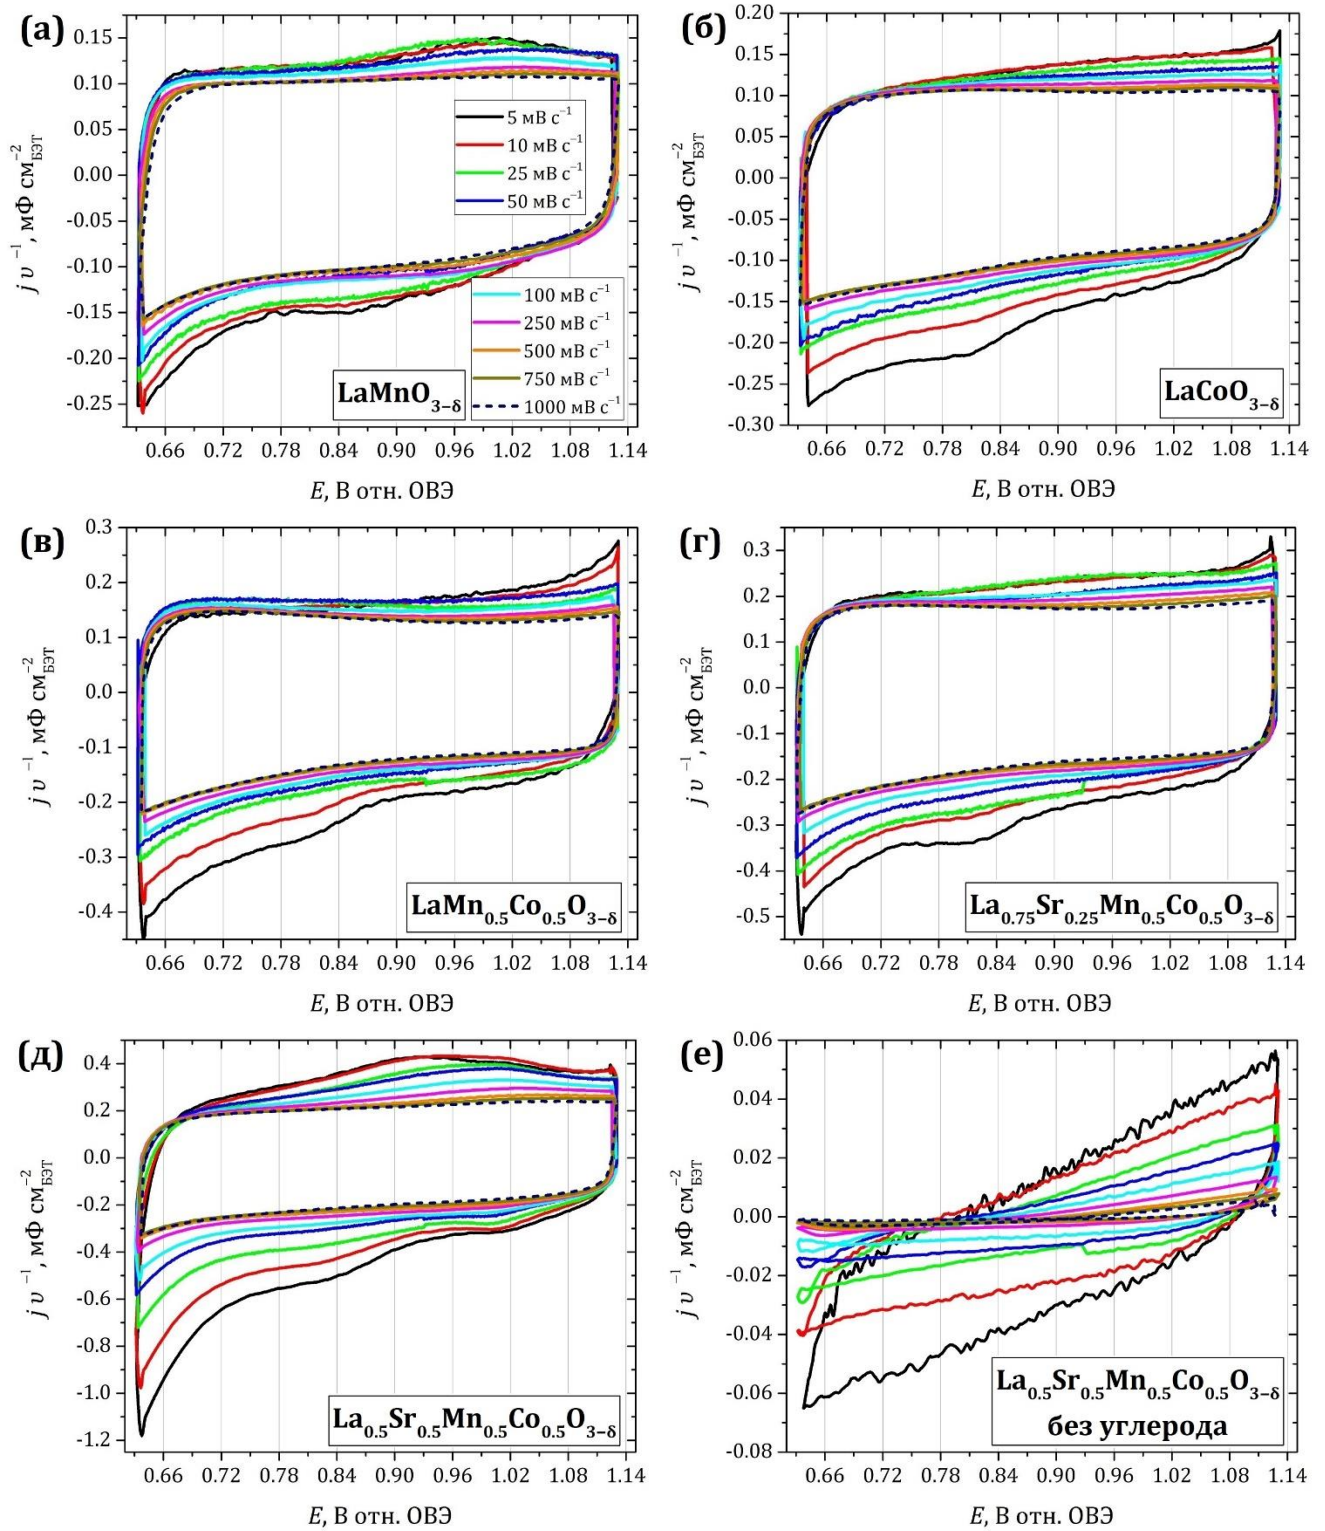 (а)
0.15
0.10
0.05
0.00
-0.05
-0.10
-0.15
-0.20
-0.25
j υ⁻¹, мФ см⁻²БЭТ
5 мВ с⁻¹
10 мВ с⁻¹
25 мВ с⁻¹
50 мВ с⁻¹
100 мВ с⁻¹
250 мВ с⁻¹
500 мВ с⁻¹
750 мВ с⁻¹
1000 мВ с⁻¹
LaMnO₃₋δ
0.66 0.72 0.78 0.84 0.90 0.96 1.02 1.08 1.14
E, В отн. ОВЭ
(б)
0.20
0.15
0.10
0.05
0.00
-0.05
-0.10
-0.15
-0.20
-0.25
-0.30
j υ⁻¹, мФ см⁻²БЭТ
LaCoO₃₋δ
0.66 0.72 0.78 0.84 0.90 0.96 1.02 1.08 1.14
E, В отн. ОВЭ
(в)
0.3
0.2
0.1
0.0
-0.1
-0.2
-0.3
-0.4
j υ⁻¹, мФ см⁻²БЭТ
LaMn₀.₅Co₀.₅O₃₋δ
0.66 0.72 0.78 0.84 0.90 0.96 1.02 1.08 1.14
E, В отн. ОВЭ
(г)
0.3
0.2
0.1
0.0
-0.1
-0.2
-0.3
-0.4
-0.5
j υ⁻¹, мФ см⁻²БЭТ
La₀.₇₅Sr₀.₂₅Mn₀.₅Co₀.₅O₃₋δ
0.66 0.72 0.78 0.84 0.90 0.96 1.02 1.08 1.14
E, В отн. ОВЭ
(д)
0.4
0.2
0.0
-0.2
-0.4
-0.6
-0.8
-1.0
-1.2
j υ⁻¹, мФ см⁻²БЭТ
La₀.₅Sr₀.₅Mn₀.₅Co₀.₅O₃₋δ
0.66 0.72 0.78 0.84 0.90 0.96 1.02 1.08 1.14
E, В отн. ОВЭ
(е)
0.06
0.04
0.02
0.00
-0.02
-0.04
-0.06
-0.08
j υ⁻¹, мФ см⁻²БЭТ
La₀.₅Sr₀.₅Mn₀.₅Co₀.₅O₃₋δ
без углерода
0.66 0.72 0.78 0.84 0.90 0.96 1.02 1.08 1.14
E, В отн. ОВЭ